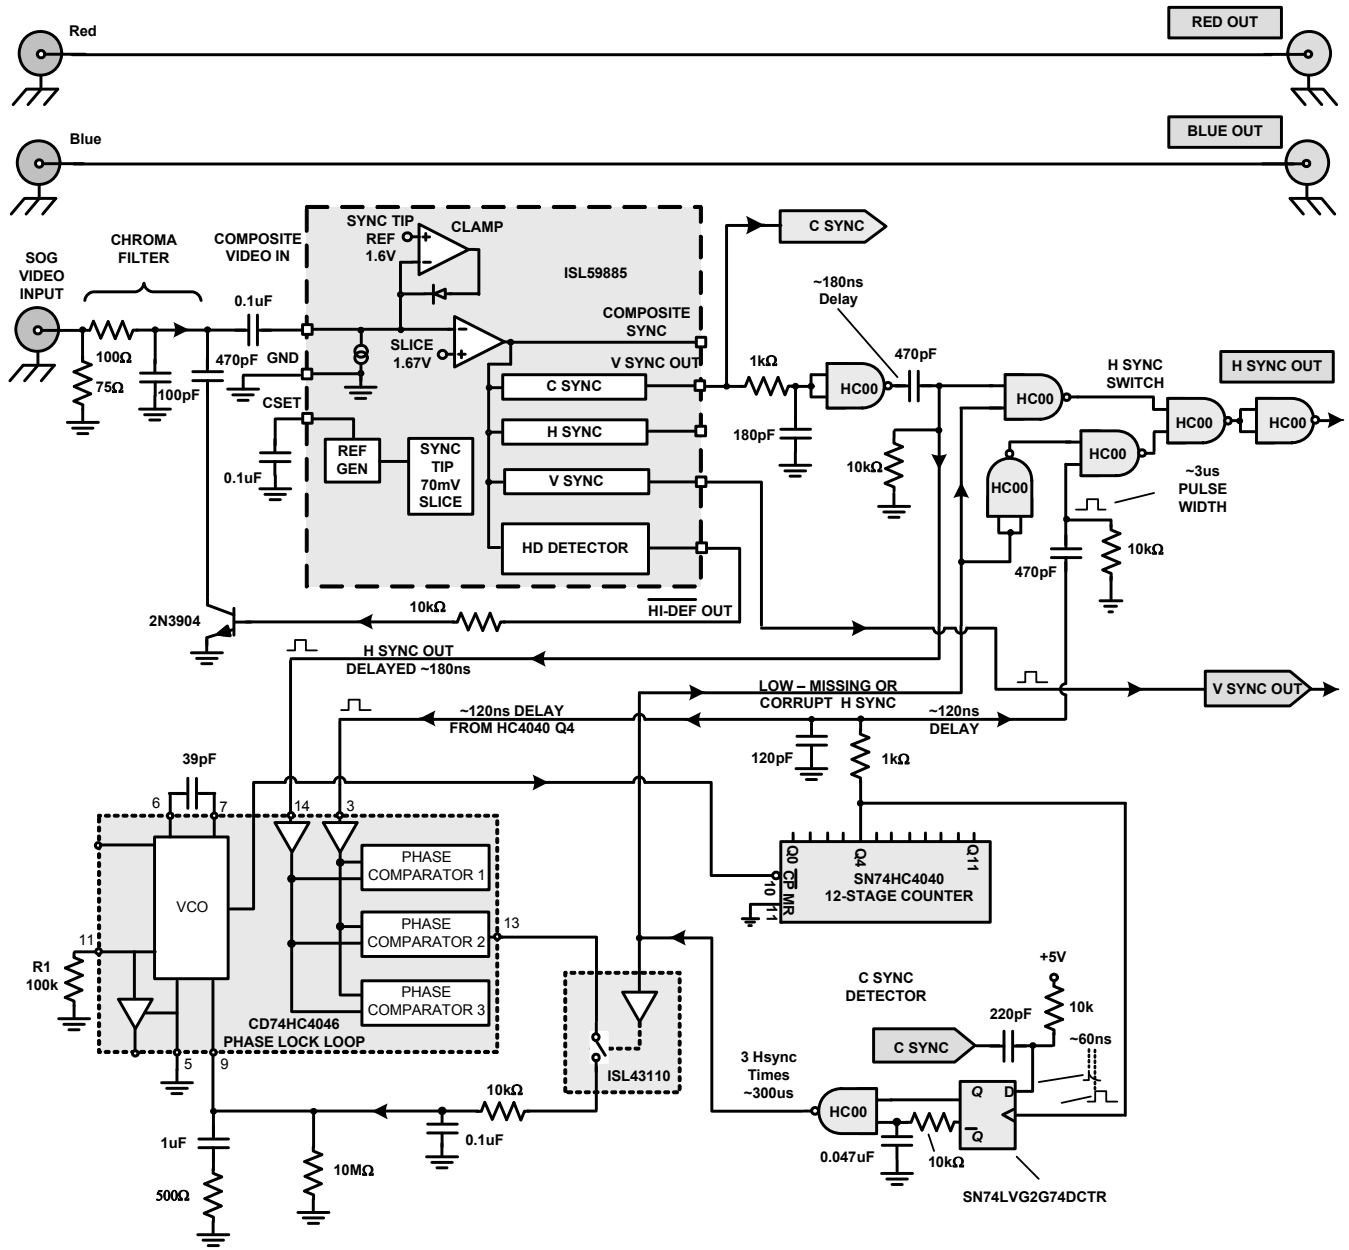 Red
RED OUT
Blue
BLUE OUT
SOG
VIDEO
INPUT
CHROMA
FILTER
COMPOSITE
VIDEO IN
0.1uF
100Ω
75Ω
100pF
470pF
GND
CSET
0.1uF
SYNC TIP
REF
1.6V
CLAMP
ISL59885
COMPOSITE
SYNC
SLICE
1.67V
V SYNC OUT
C SYNC
H SYNC
V SYNC
HD DETECTOR
REF
GEN
SYNC
TIP
70mV
SLICE
C SYNC
~180ns
Delay
1kΩ
180pF
HC00
470pF
10kΩ
HC00
H SYNC
SWITCH
H SYNC OUT
HC00
HC00
HC00
HC00
~3us
PULSE
WIDTH
470pF
10kΩ
HI-DEF OUT
10kΩ
2N3904
H SYNC OUT
DELAYED ~180ns
LOW – MISSING OR
CORRUPT H SYNC
V SYNC OUT
~120ns DELAY
FROM HC4040 Q4
~120ns
DELAY
120pF
1kΩ
39pF
6
7
14
3
VCO
PHASE
COMPARATOR 1
PHASE
COMPARATOR 2
PHASE
COMPARATOR 3
13
11
R1
100k
CD74HC4046
PHASE LOCK LOOP
5
9
Q0
Q4
Q11
CP
MR
10
11
SN74HC4040
12-STAGE COUNTER
ISL43110
10kΩ
0.1uF
10MΩ
1uF
500Ω
C SYNC
DETECTOR
+5V
10k
220pF
C SYNC
~60ns
3 Hsync
Times
~300us
HC00
Q
D
Q
0.047uF
10kΩ
SN74LVG2G74DCTR